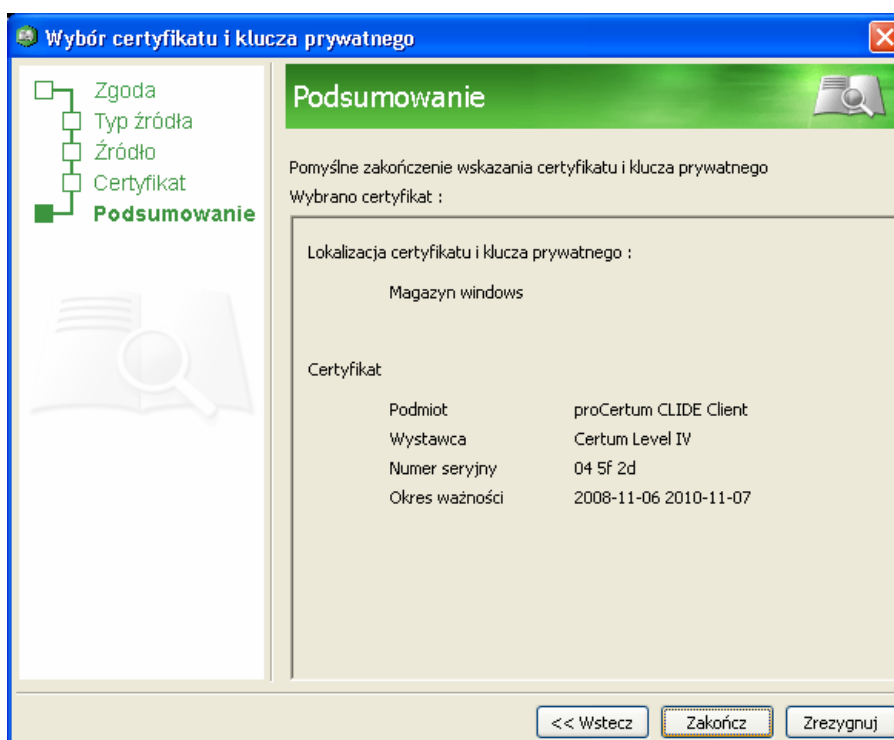 Wybór certyfikatu i klucza prywatnego
Zgoda
Typ źródła
Źródło
Certyfikat
Podsumowanie
Podsumowanie
Pomyślne zakończenie wskazania certyfikatu i klucza prywatnego
Wybrano certyfikat :
Lokalizacja certyfikatu i klucza prywatnego :
Magazyn windows
Certyfikat
Podmiot proCertum CLIDE Client
Wystawca Certum Level IV
Numer seryjny 04 5f 2d
Okres ważności 2008-11-06 2010-11-07
<< Wstecz Zakończ Zrezygnuj